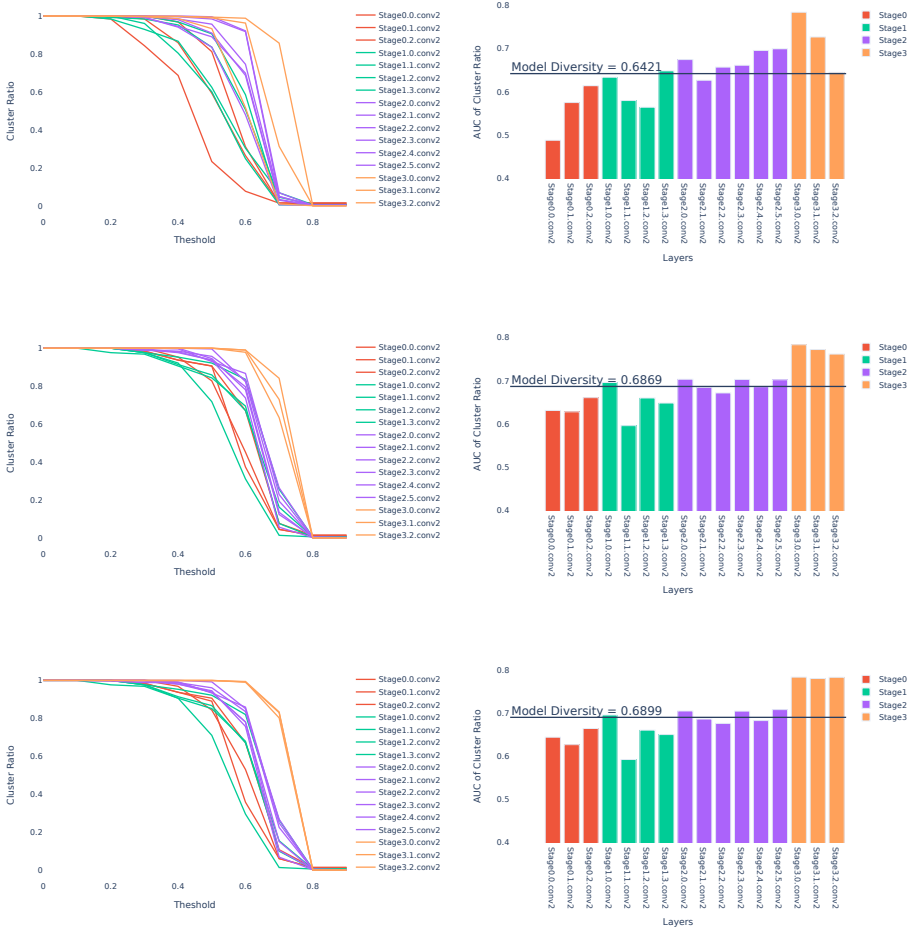 1
0.8
0.6
0.4
0.2
0
0
0.2
0.4
0.6
0.8
Cluster Ratio
Theshold
Stage0.0.conv2
Stage0.1.conv2
Stage0.2.conv2
Stage1.0.conv2
Stage1.1.conv2
Stage1.2.conv2
Stage1.3.conv2
Stage2.0.conv2
Stage2.1.conv2
Stage2.2.conv2
Stage2.3.conv2
Stage2.4.conv2
Stage2.5.conv2
Stage3.0.conv2
Stage3.1.conv2
Stage3.2.conv2
0.8
0.7
0.6
0.5
0.4
AUC of Cluster Ratio
Model Diversity = 0.6421
Stage0.0.conv2
Stage0.1.conv2
Stage0.2.conv2
Stage1.0.conv2
Stage1.1.conv2
Stage1.2.conv2
Stage1.3.conv2
Stage2.0.conv2
Stage2.1.conv2
Stage2.2.conv2
Stage2.3.conv2
Stage2.4.conv2
Stage2.5.conv2
Stage3.0.conv2
Stage3.1.conv2
Stage3.2.conv2
Layers
Stage0
Stage1
Stage2
Stage3
1
0.8
0.6
0.4
0.2
0
0
0.2
0.4
0.6
0.8
Cluster Ratio
Theshold
Stage0.0.conv2
Stage0.1.conv2
Stage0.2.conv2
Stage1.0.conv2
Stage1.1.conv2
Stage1.2.conv2
Stage1.3.conv2
Stage2.0.conv2
Stage2.1.conv2
Stage2.2.conv2
Stage2.3.conv2
Stage2.4.conv2
Stage2.5.conv2
Stage3.0.conv2
Stage3.1.conv2
Stage3.2.conv2
0.8
0.7
0.6
0.5
0.4
AUC of Cluster Ratio
Model Diversity = 0.6869
Stage0.0.conv2
Stage0.1.conv2
Stage0.2.conv2
Stage1.0.conv2
Stage1.1.conv2
Stage1.2.conv2
Stage1.3.conv2
Stage2.0.conv2
Stage2.1.conv2
Stage2.2.conv2
Stage2.3.conv2
Stage2.4.conv2
Stage2.5.conv2
Stage3.0.conv2
Stage3.1.conv2
Stage3.2.conv2
Layers
Stage0
Stage1
Stage2
Stage3
1
0.8
0.6
0.4
0.2
0
0
0.2
0.4
0.6
0.8
Cluster Ratio
Theshold
Stage0.0.conv2
Stage0.1.conv2
Stage0.2.conv2
Stage1.0.conv2
Stage1.1.conv2
Stage1.2.conv2
Stage1.3.conv2
Stage2.0.conv2
Stage2.1.conv2
Stage2.2.conv2
Stage2.3.conv2
Stage2.4.conv2
Stage2.5.conv2
Stage3.0.conv2
Stage3.1.conv2
Stage3.2.conv2
0.8
0.7
0.6
0.5
0.4
AUC of Cluster Ratio
Model Diversity = 0.6899
Stage0.0.conv2
Stage0.1.conv2
Stage0.2.conv2
Stage1.0.conv2
Stage1.1.conv2
Stage1.2.conv2
Stage1.3.conv2
Stage2.0.conv2
Stage2.1.conv2
Stage2.2.conv2
Stage2.3.conv2
Stage2.4.conv2
Stage2.5.conv2
Stage3.0.conv2
Stage3.1.conv2
Stage3.2.conv2
Layers
Stage0
Stage1
Stage2
Stage3